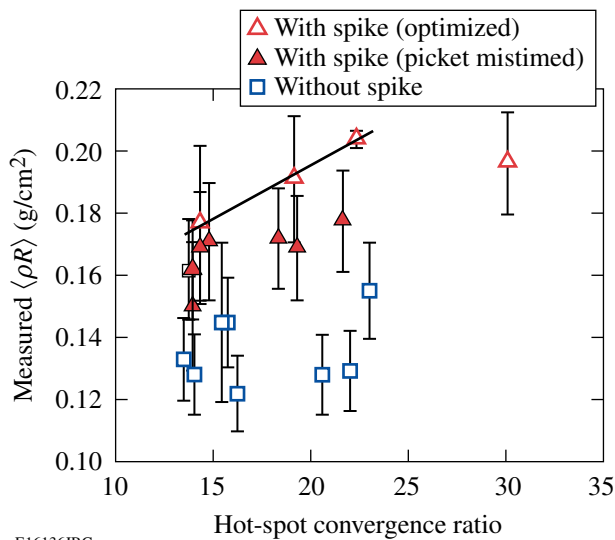 With spike (optimized)
With spike (picket mistimed)
Without spike
0.22
0.20
0.18
0.16
0.14
0.12
0.10
Measured ⟨ρR⟩ (g/cm²)
10 15 20 25 30 35
Hot-spot convergence ratio